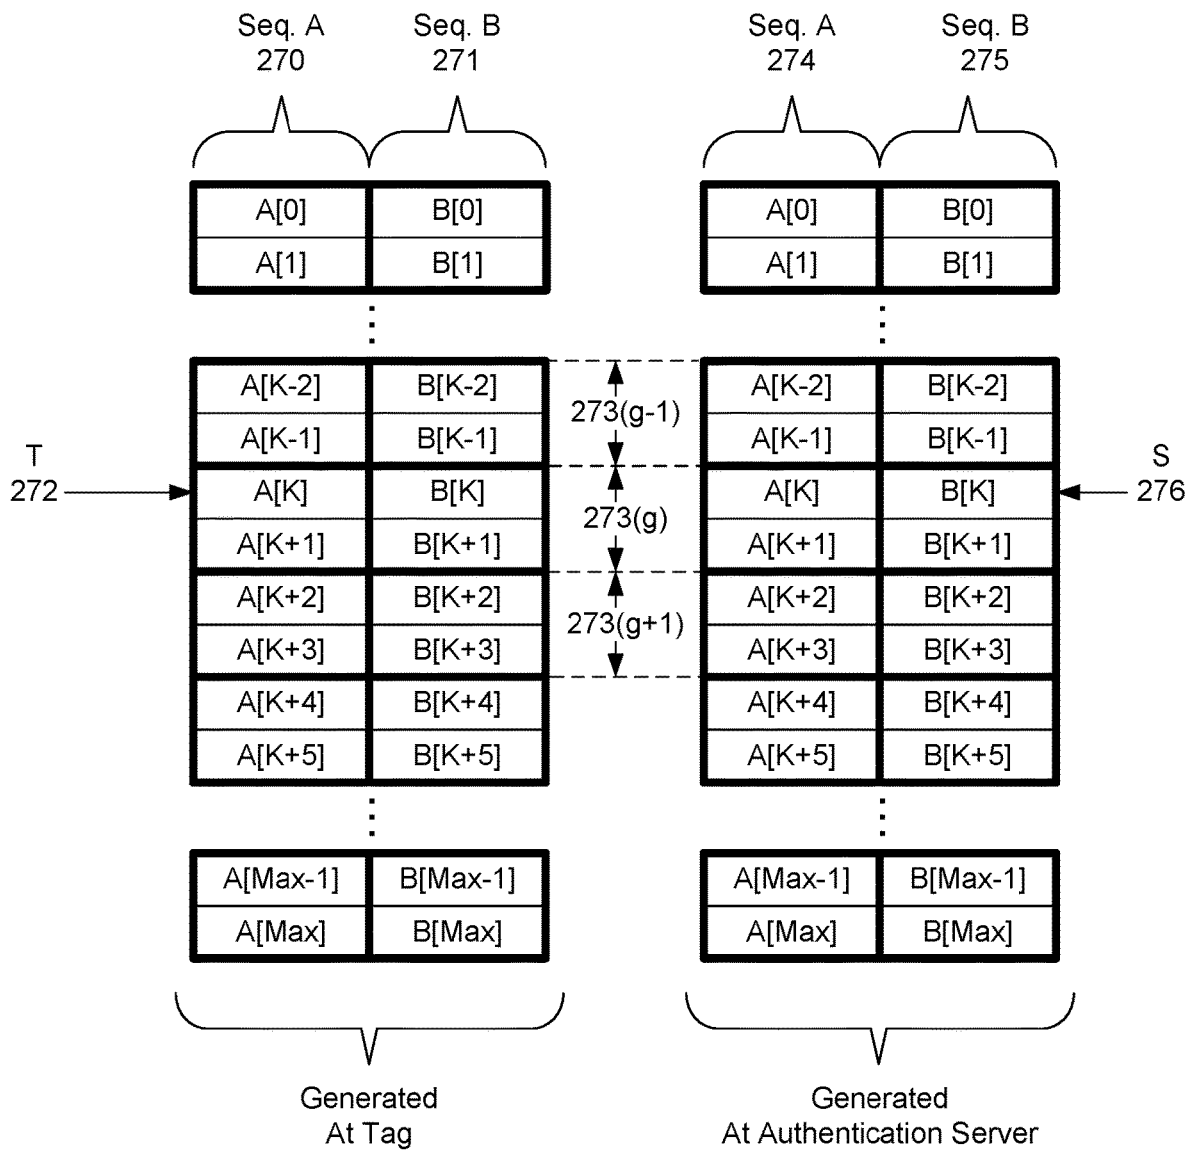 Seq. A Seq. B Seq. A Seq. B
270 271 274 275
A[0] B[0] A[0] B[0]
A[1] B[1] A[1] B[1]
A[K-2] B[K-2] A[K-2] B[K-2]
273(g-1)
A[K-1] B[K-1] A[K-1] B[K-1]
T S
272 A[K] B[K] A[K] B[K] 276
273(g)
A[K+1] B[K+1] A[K+1] B[K+1]
A[K+2] B[K+2] A[K+2] B[K+2]
273(g+1)
A[K+3] B[K+3] A[K+3] B[K+3]
A[K+4] B[K+4] A[K+4] B[K+4]
A[K+5] B[K+5] A[K+5] B[K+5]
A[Max-1] B[Max-1] A[Max-1] B[Max-1]
A[Max] B[Max] A[Max] B[Max]
Generated Generated
At Tag At Authentication Server